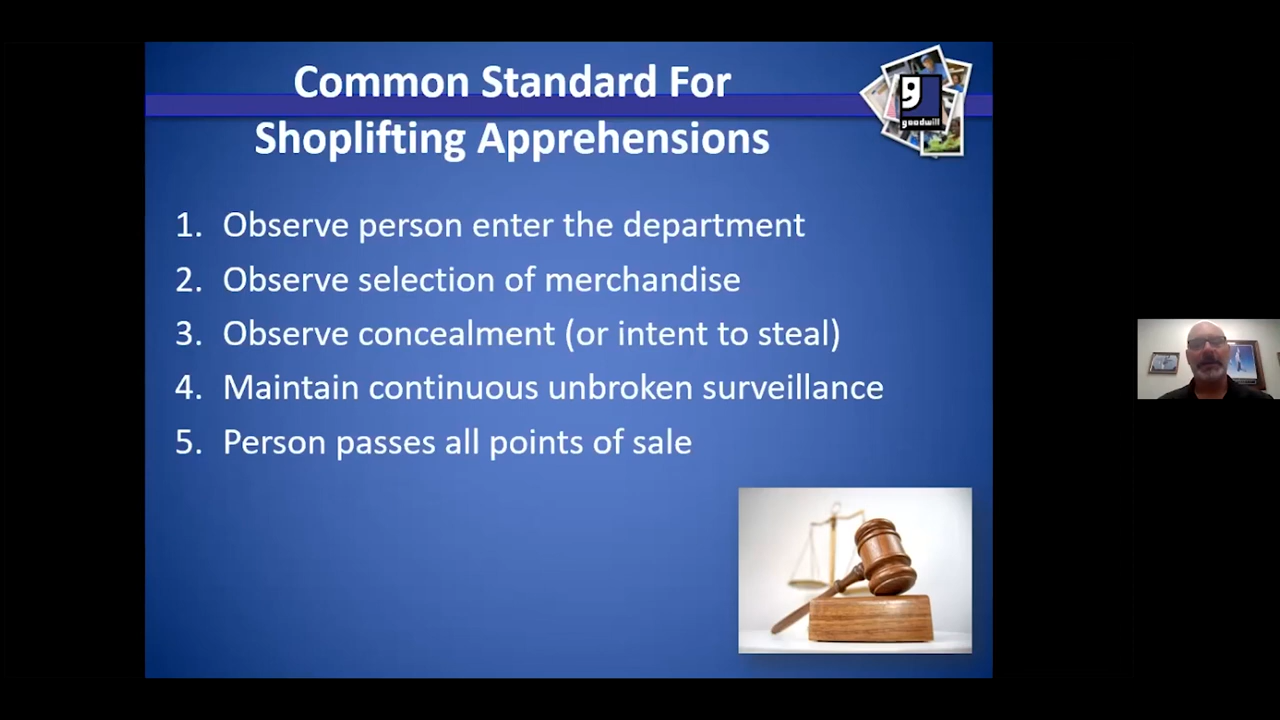 Common Standard For
Shoplifting Apprehensions
g
goodwill
1. Observe person enter the department
2. Observe selection of merchandise
3. Observe concealment (or intent to steal)
4. Maintain continuous unbroken surveillance
5. Person passes all points of sale